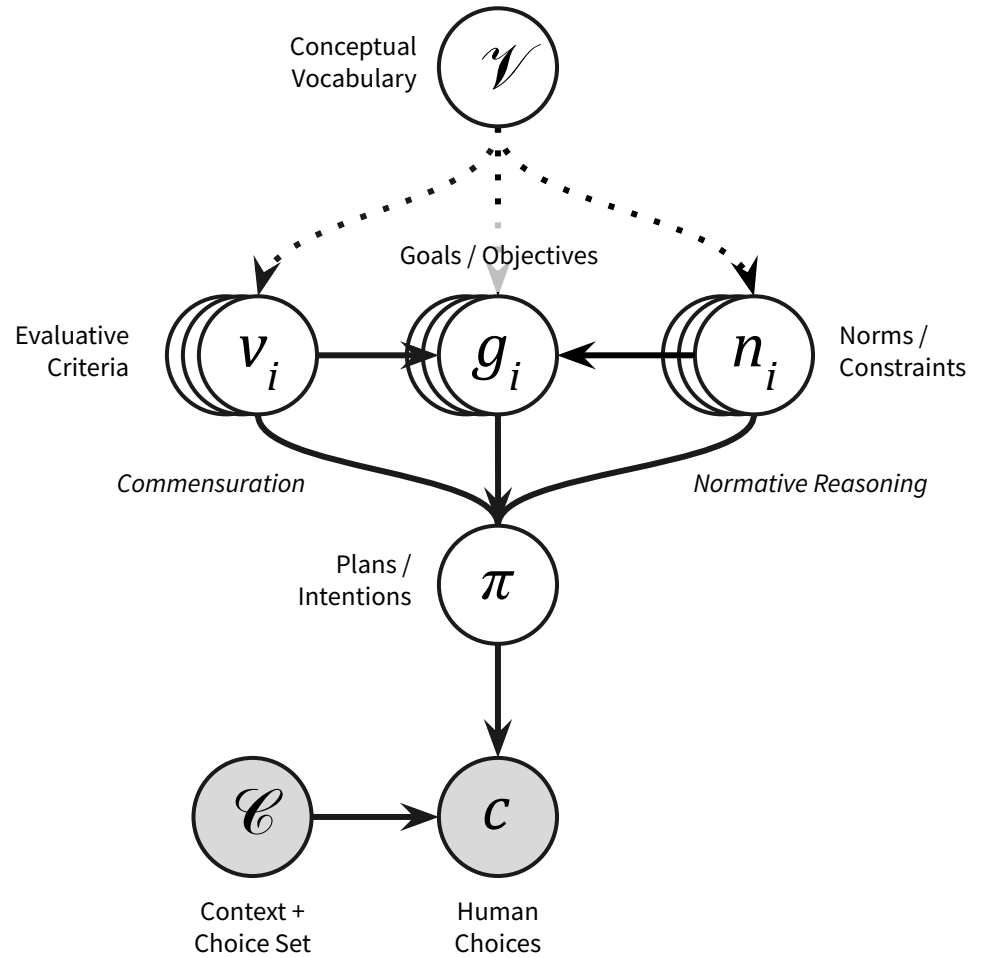 Conceptual
Vocabulary
𝒱
Goals / Objectives
Evaluative
Criteria
v_i
g_i
n_i
Norms /
Constraints
Commensuration
Normative Reasoning
Plans /
Intentions
π
𝒞
c
Context +
Choice Set
Human
Choices